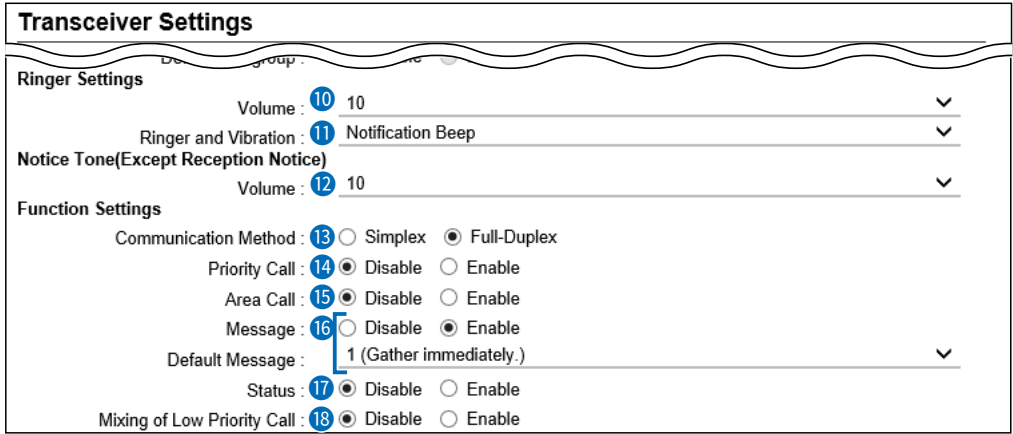 Transceiver Settings
Ringer Settings
Volume : 10 10
Ringer and Vibration : 11 Notification Beep
Notice Tone(Except Reception Notice)
Volume : 12 10
Function Settings
Communication Method : 13 Simplex Full-Duplex
Priority Call : 14 Disable Enable
Area Call : 15 Disable Enable
Message : 16 Disable Enable
Default Message : 1 (Gather immediately.)
Status : 17 Disable Enable
Mixing of Low Priority Call : 18 Disable Enable